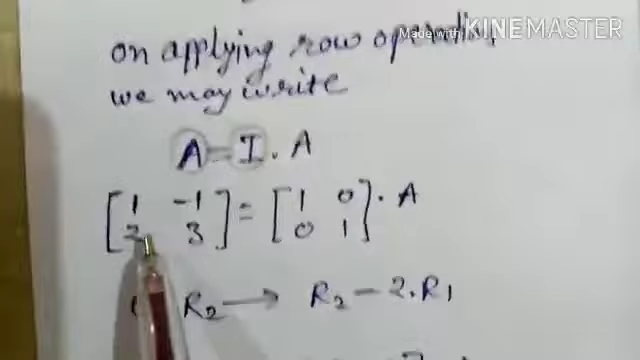 Made with KINEMASTER
on applying row operation,
we may write
A = I . A
[1 -1
2 3] = [1 0
0 1] . A
R2 → R2 - 2.R1